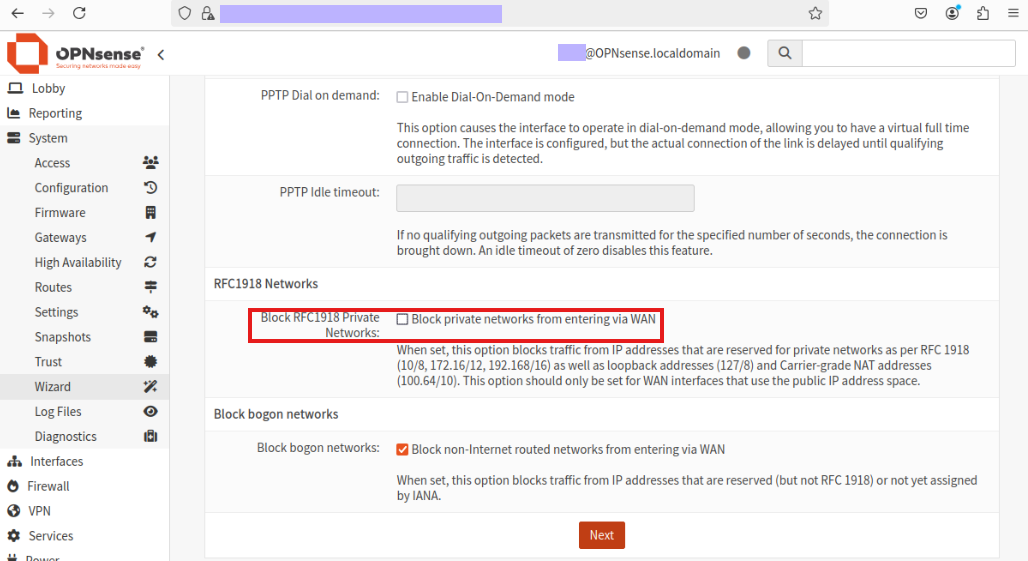 OPNsense®
Securing networks made easy
@OPNsense.localdomain
Lobby
Reporting
System
Access
Configuration
Firmware
Gateways
High Availability
Routes
Settings
Snapshots
Trust
Wizard
Log Files
Diagnostics
Interfaces
Firewall
VPN
Services
Power
PPTP Dial on demand:
Enable Dial-On-Demand mode
This option causes the interface to operate in dial-on-demand mode, allowing you to have a virtual full time
connection. The interface is configured, but the actual connection of the link is delayed until qualifying
outgoing traffic is detected.
PPTP Idle timeout:
If no qualifying outgoing packets are transmitted for the specified number of seconds, the connection is
brought down. An idle timeout of zero disables this feature.
RFC1918 Networks
Block RFC1918 Private
Networks:
Block private networks from entering via WAN
When set, this option blocks traffic from IP addresses that are reserved for private networks as per RFC 1918
(10/8, 172.16/12, 192.168/16) as well as loopback addresses (127/8) and Carrier-grade NAT addresses
(100.64/10). This option should only be set for WAN interfaces that use the public IP address space.
Block bogon networks
Block bogon networks:
Block non-Internet routed networks from entering via WAN
When set, this option blocks traffic from IP addresses that are reserved (but not RFC 1918) or not yet assigned
by IANA.
Next